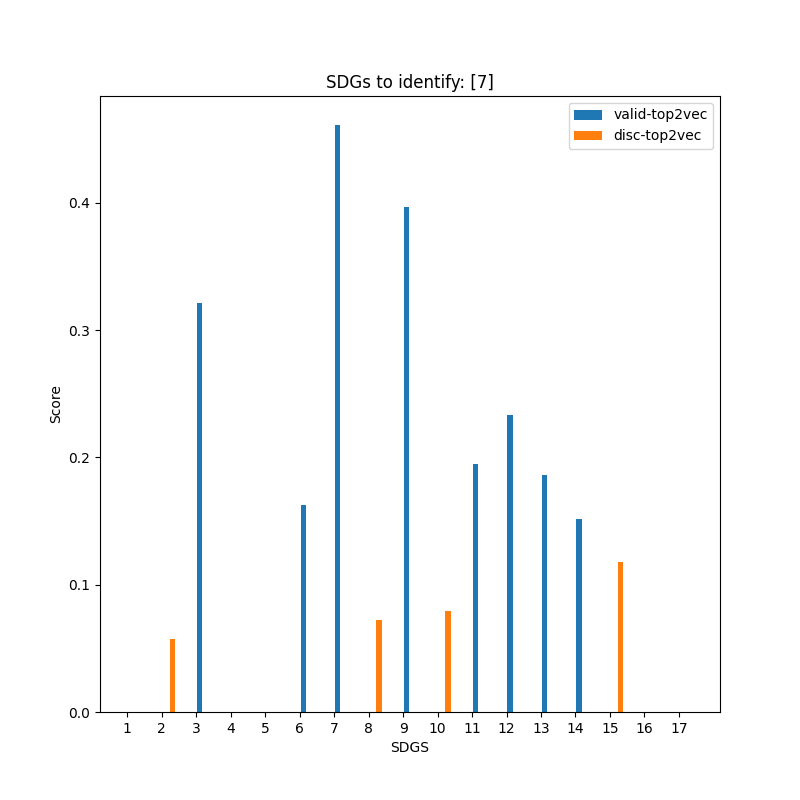 SDGs to identify: [7]
valid-top2vec
disc-top2vec
Score
0.4
0.3
0.2
0.1
0.0
1 2 3 4 5 6 7 8 9 10 11 12 13 14 15 16 17
SDGS